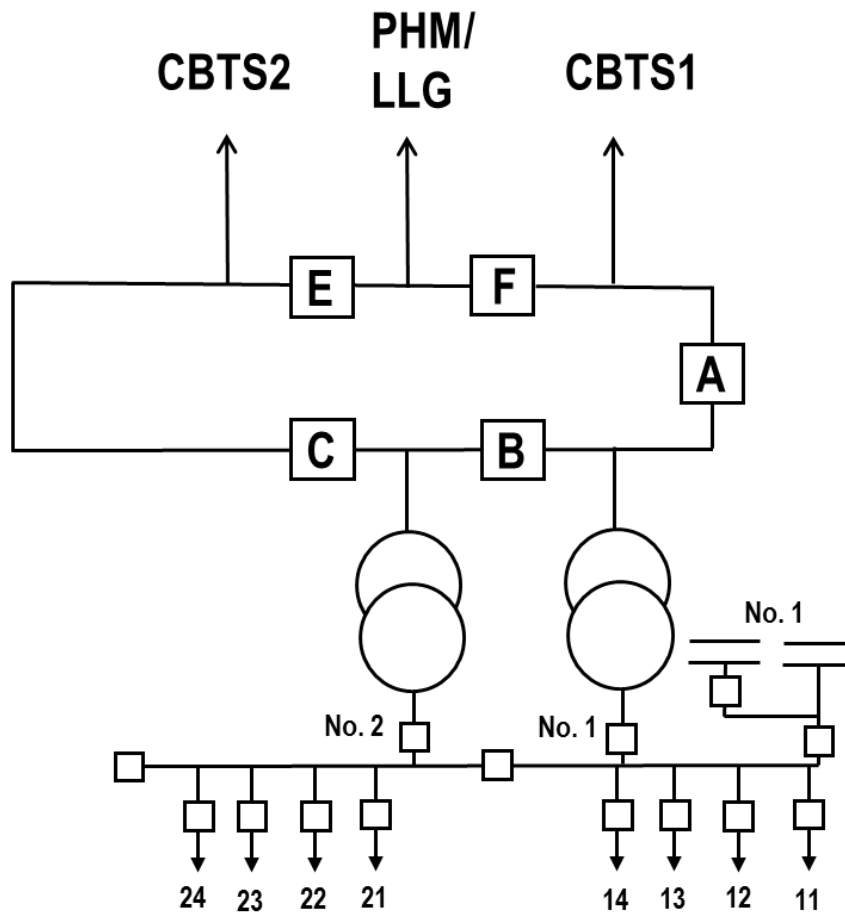 CBTS2
PHM/
LLG
CBTS1
E
F
A
C
B
No. 1
No. 2
No. 1
24
23
22
21
14
13
12
11